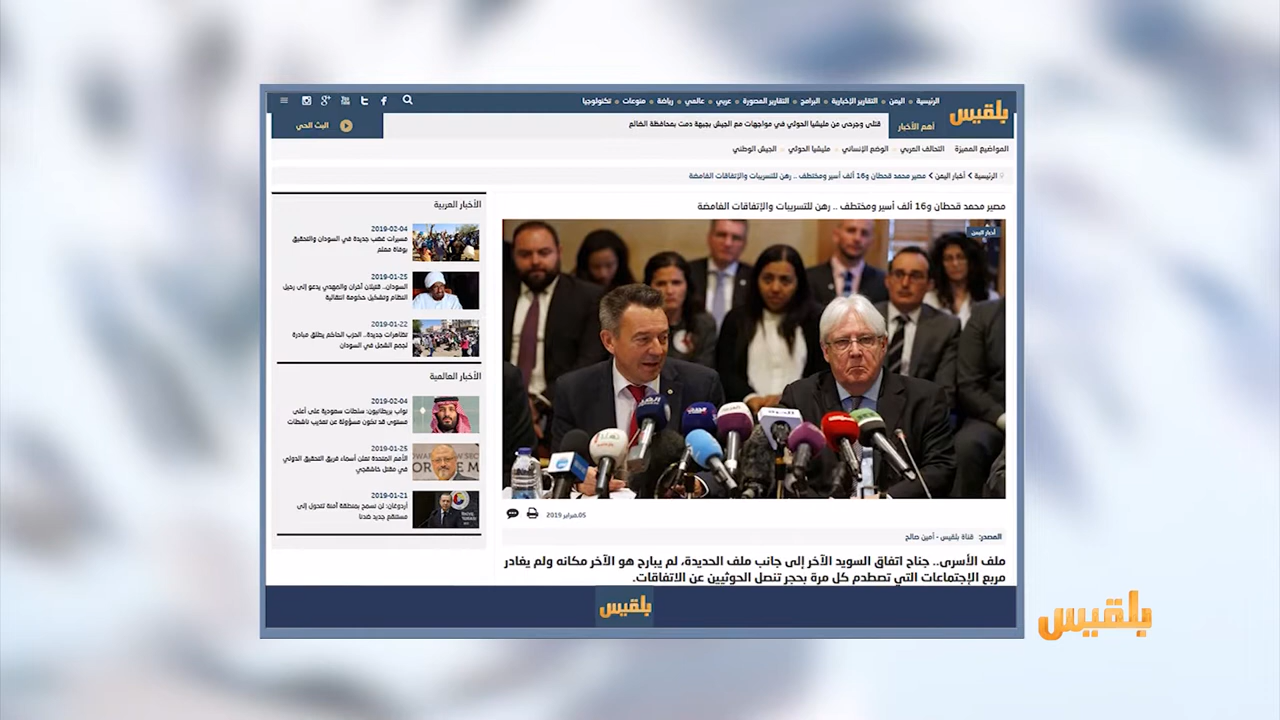 الرئيسية
اليمن
التقارير الإخبارية
البرامج
التقارير المصورة
عربي
عالمي
رياضة
منوعات
تكنولوجيا
بلقيس
أهم الأخبار
قتلى وجرحى من مليشيا الحوثي في مواجهات مع الجيش بجبهة دمت بمحافظة الضالع
البث الحي
المواضيع المميزة
التحالف العربي
الوضع الإنساني
مليشيا الحوثي
الجيش الوطني
الرئيسية > أخبار اليمن > مصير محمد قحطان و16 ألف أسير ومختطف .. رهن للتسريبات والإتفاقات الغامضة
مصير محمد قحطان و16 ألف أسير ومختطف .. رهن للتسريبات والإتفاقات الغامضة
أخبار اليمن
05 فبراير 2019
المصدر: قناة بلقيس - أمين صالح
ملف الأسرى.. جناح اتفاق السويد الآخر إلى جانب ملف الحديدة، لم يبارح هو الآخر مكانه ولم يغادر
مربع الإجتماعات التي تصطدم كل مرة بحجر تنصل الحوثيين عن الاتفاقات.
الأخبار العربية
2019-02-04
مسيرات غضب جديدة في السودان والتحقيق
بوفاة معلم
2019-01-25
السودان.. قتيلان أخران والمهدي يدعو إلى رحيل
النظام وتشكيل حكومة انتقالية
2019-01-22
تظاهرات جديدة.. الحزب الحاكم يطلق مبادرة
لجمع الشمل في السودان
الأخبار العالمية
2019-02-04
نواب بريطانيون: سلطات سعودية على أعلى
مستوى قد تكون مسؤولة عن تعذيب ناشطات
2019-01-25
الأمم المتحدة تعلن أسماء فريق التحقيق الدولي
في مقتل خاشقجي
2019-01-21
أردوغان: لن نسمح بمنطقة آمنة تتحول إلى
مستنقع جديد ضدنا
بلقيس
بلقيس